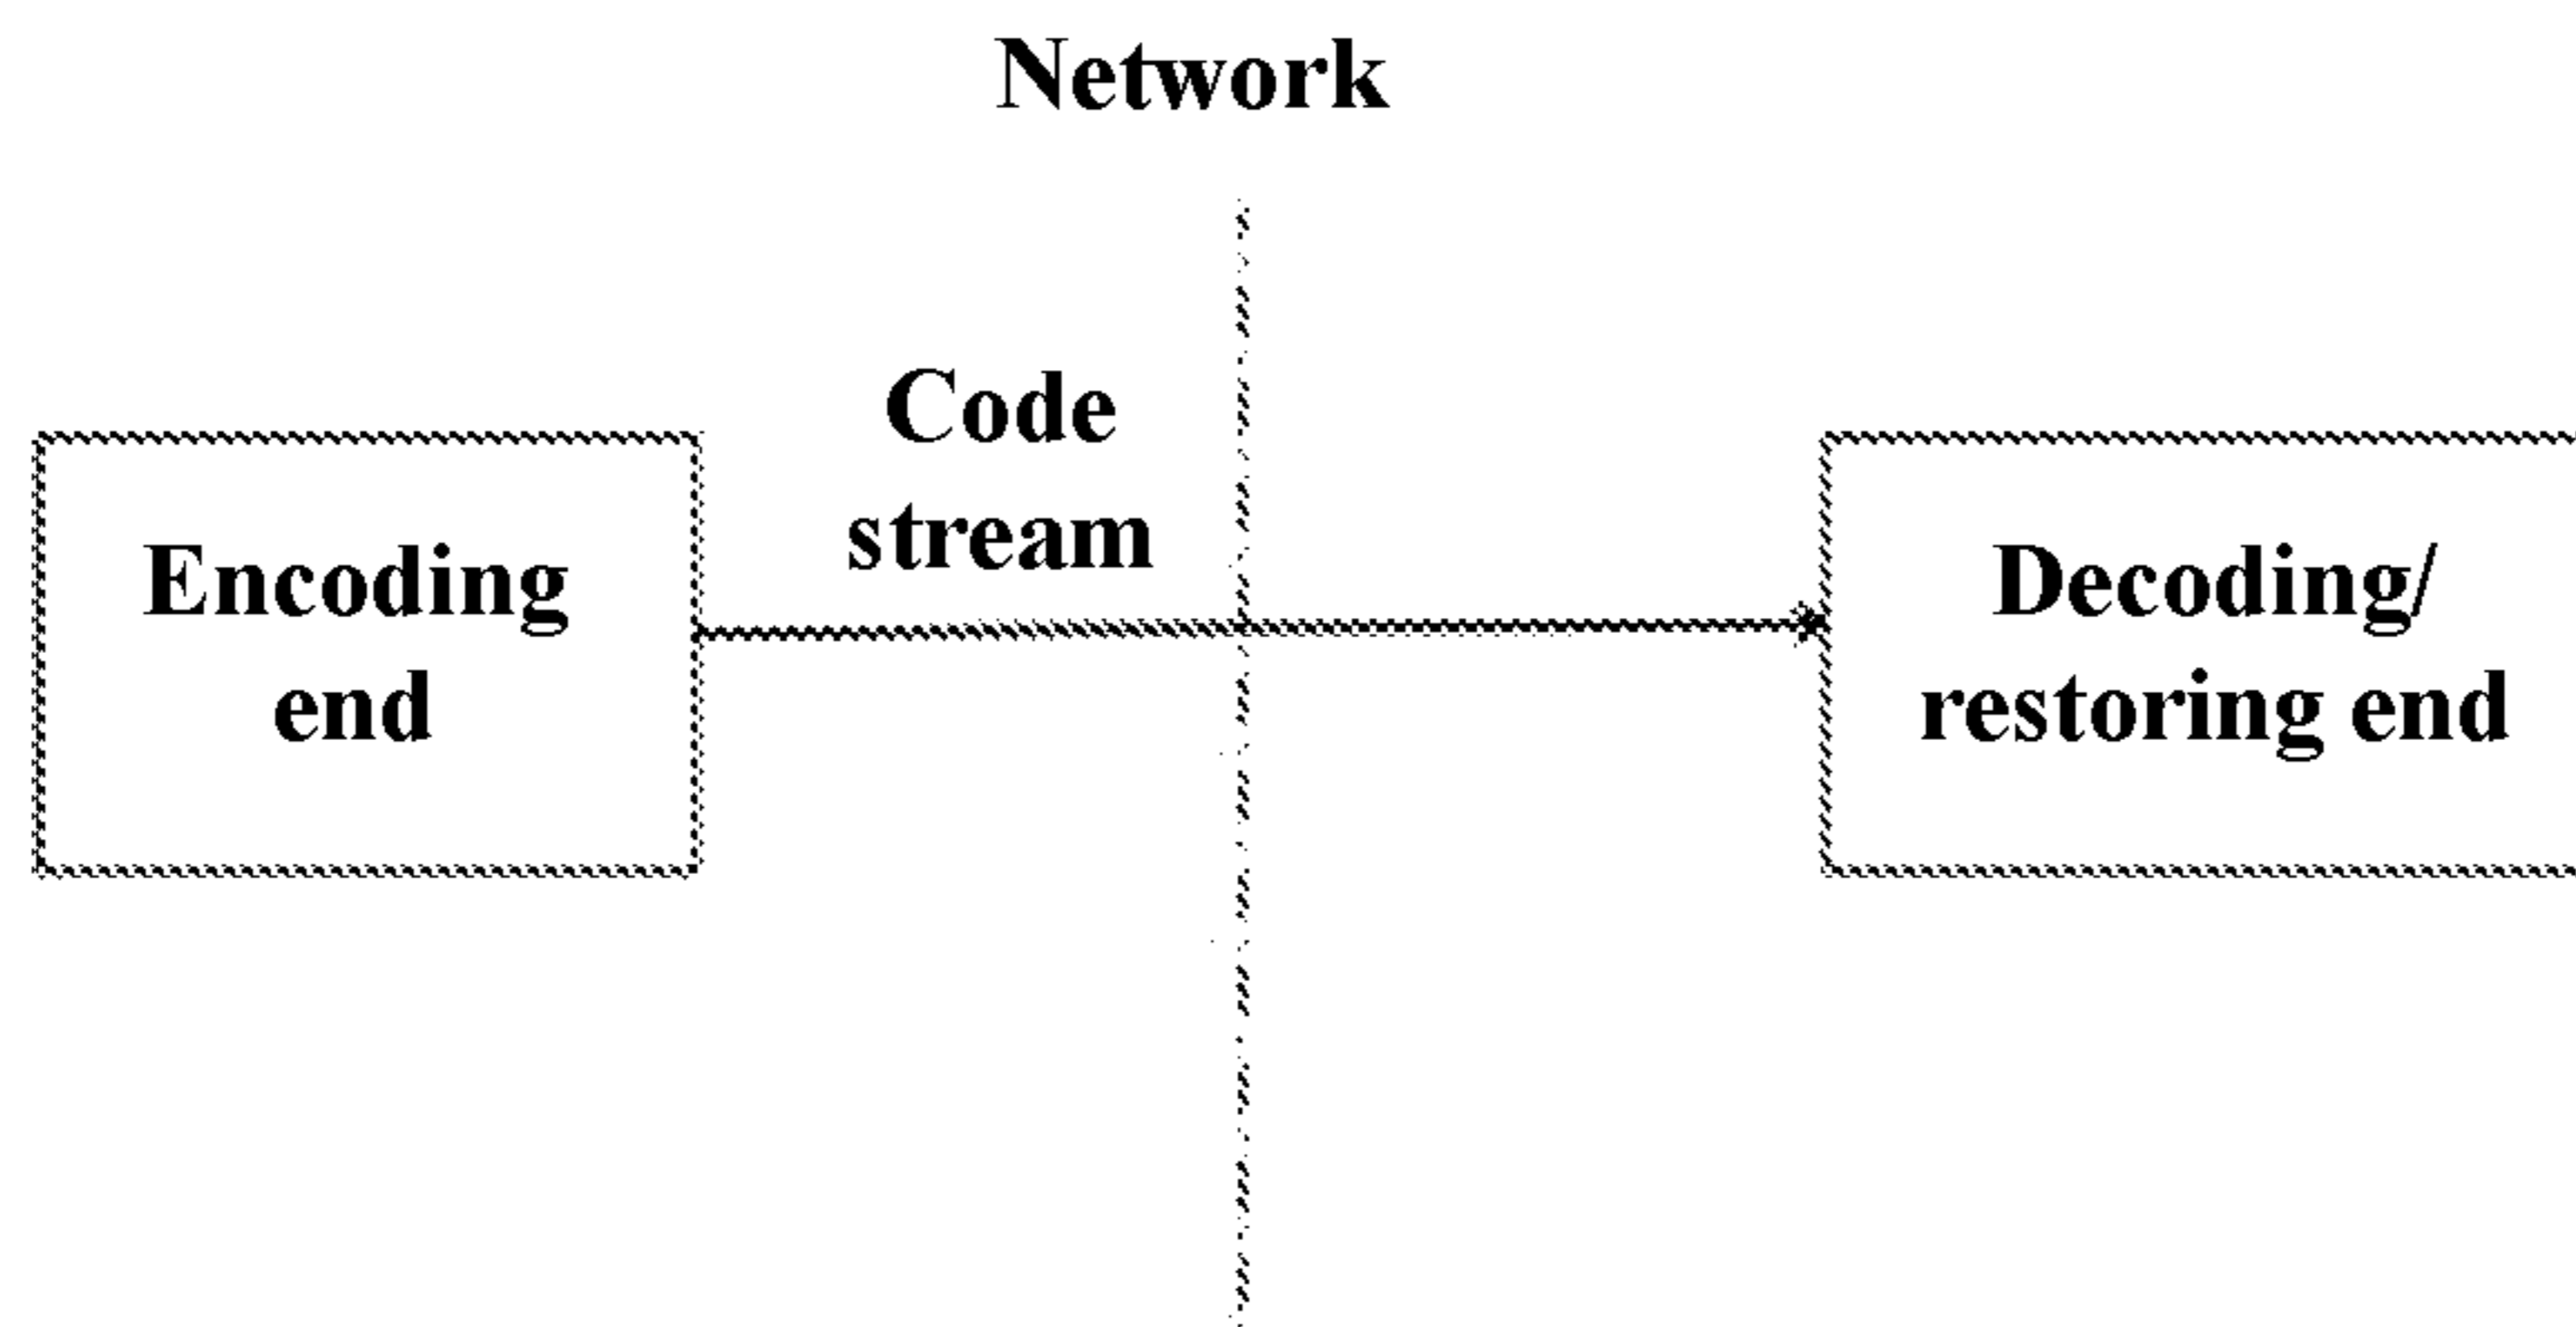 Network
Code
stream
Encoding
end
Decoding/
restoring end